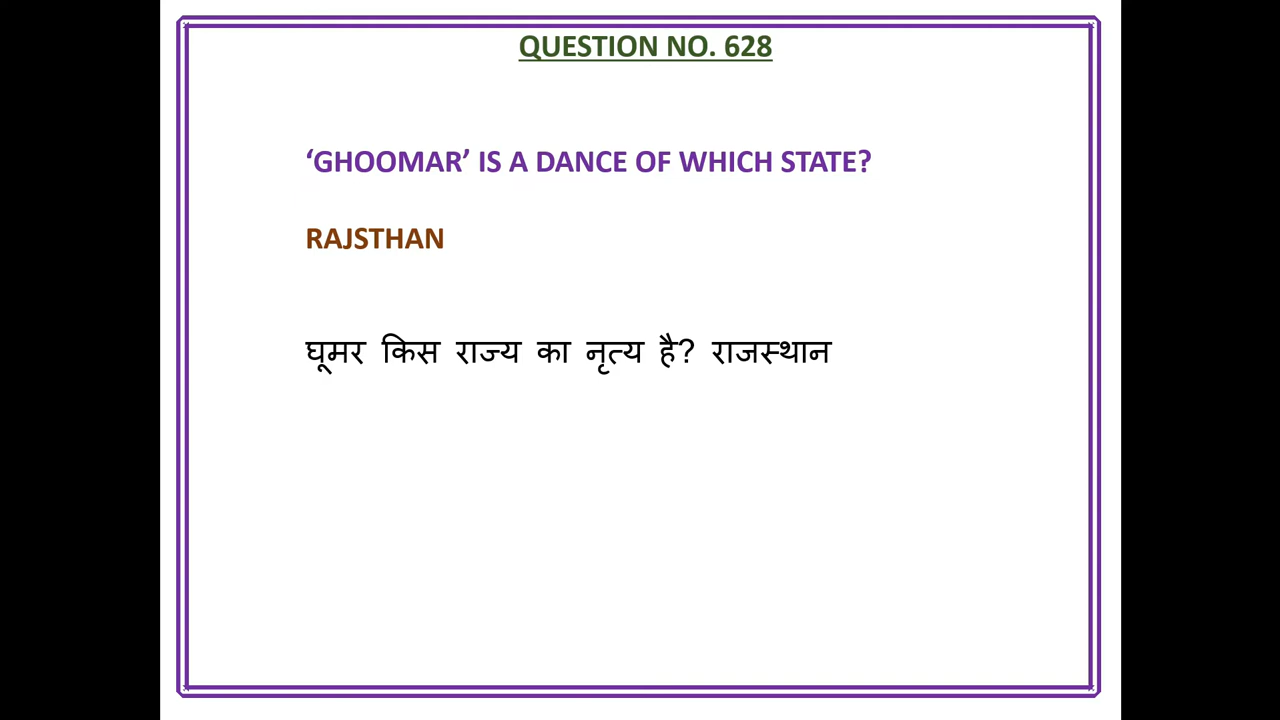 QUESTION NO. 628
‘GHOOMAR’ IS A DANCE OF WHICH STATE?
RAJSTHAN
घूमर किस राज्य का नृत्य है? राजस्थान